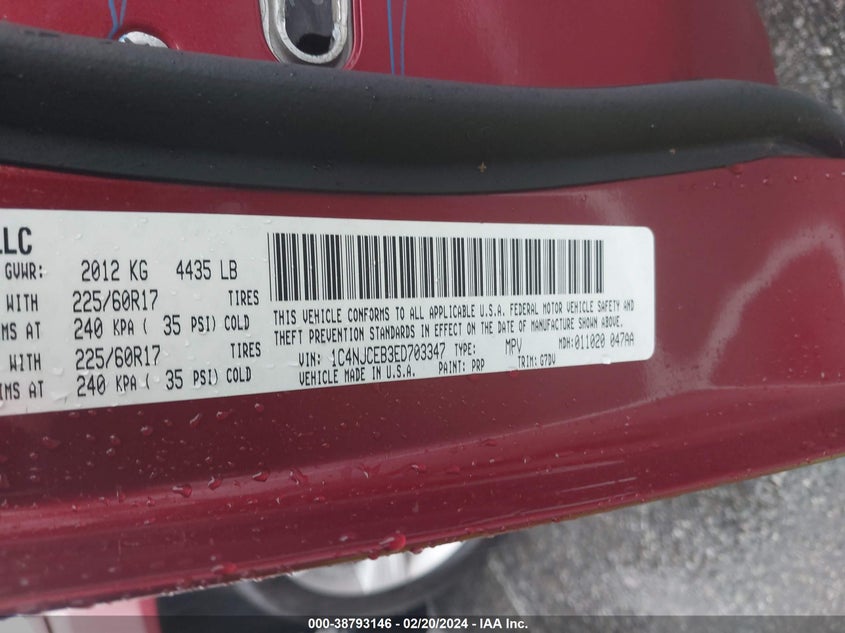 LLC
GVWR: 2012 KG 4435 LB
WITH 225/60R17 TIRES
IMS AT 240 KPA ( 35 PSI) COLD
WITH 225/60R17 TIRES
IMS AT 240 KPA ( 35 PSI) COLD
THIS VEHICLE CONFORMS TO ALL APPLICABLE U.S.A. FEDERAL MOTOR VEHICLE SAFETY AND
THEFT PREVENTION STANDARDS IN EFFECT ON THE DATE OF MANUFACTURE SHOWN ABOVE.
VIN: 1C4NJCEB3ED703347 TYPE: MPV MDH:011020 047AA
VEHICLE MADE IN U.S.A. PAINT: PRP TRIM: G7DV
000-38793146 - 02/20/2024 - IAA Inc.